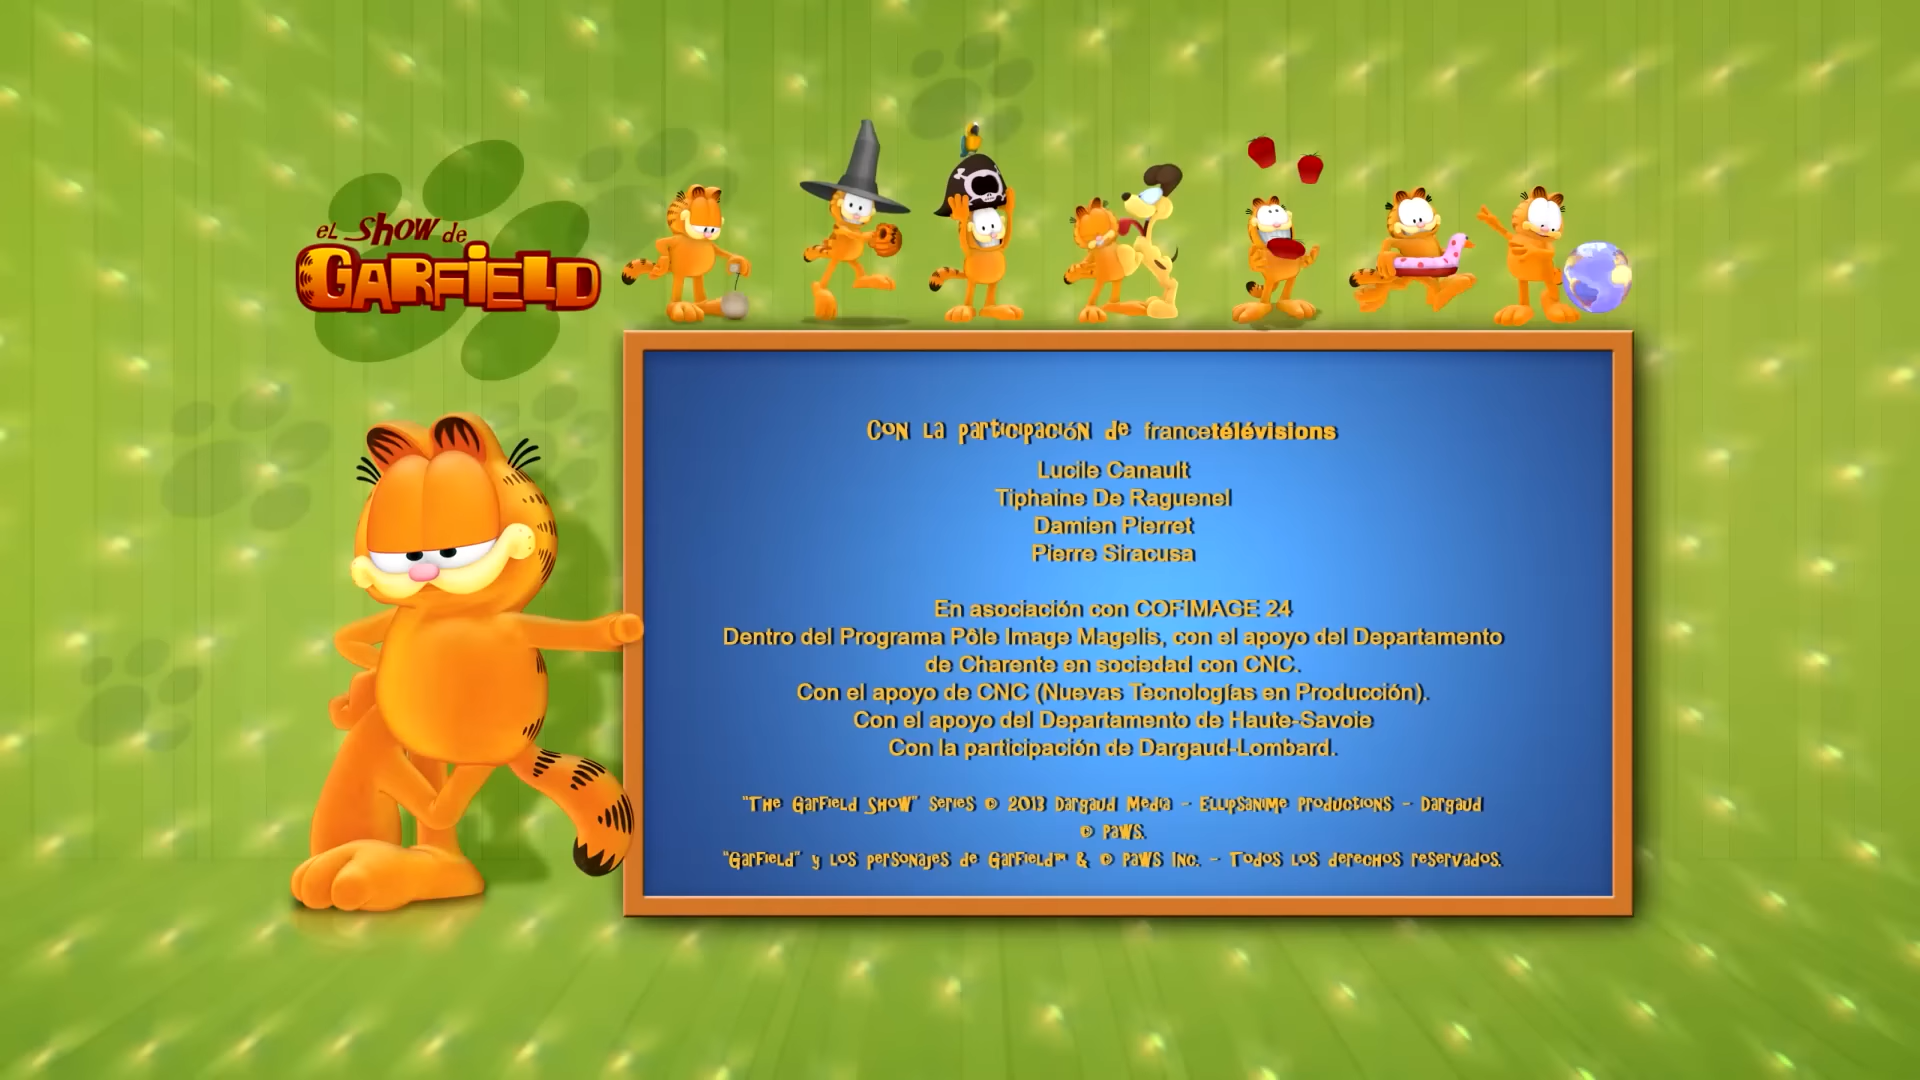 eL Show de
GARFIELD
Con la participación de francetélévisions
Lucile Canault
Tiphaine De Raguenel
Damien Pierret
Pierre Siracusa
En asociación con COFIMAGE 24
Dentro del Programa Pôle Image Magelis, con el apoyo del Departamento
de Charente en sociedad con CNC.
Con el apoyo de CNC (Nuevas Tecnologías en Producción).
Con el apoyo del Departamento de Haute-Savoie
Con la participación de Dargaud-Lombard.
"The Garfield Show" Series © 2013 Dargaud Media - Ellipsanime Productions - Dargaud
© PAWS.
"Garfield" y los personajes de Garfield™ & © PAWS Inc. - Todos los derechos reservados.